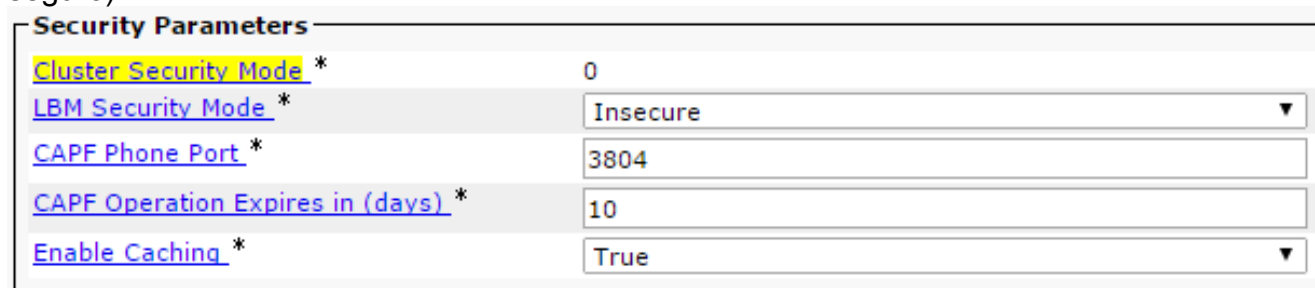 seguro)
Security Parameters
Cluster Security Mode * 0
LBM Security Mode * Insecure
CAPF Phone Port * 3804
CAPF Operation Expires in (days) * 10
Enable Caching * True